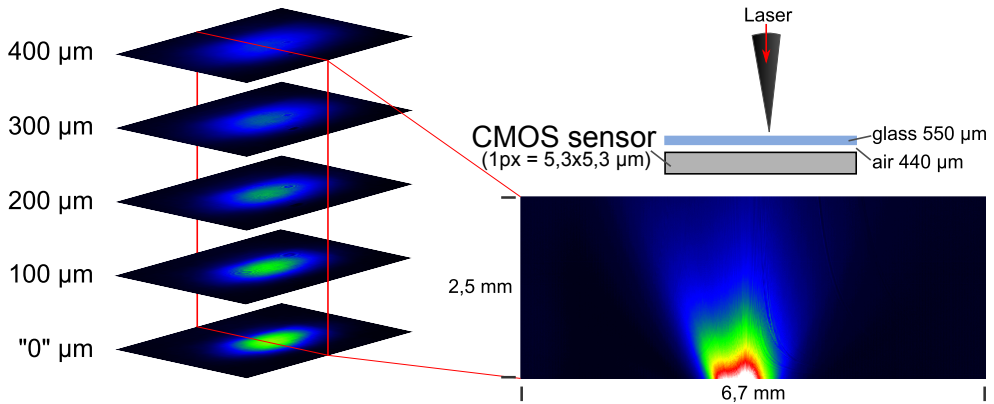 400 µm
300 µm
200 µm
100 µm
"0" µm
Laser
CMOS sensor
(1px = 5,3x5,3 µm)
glass 550 µm
air 440 µm
2,5 mm
6,7 mm